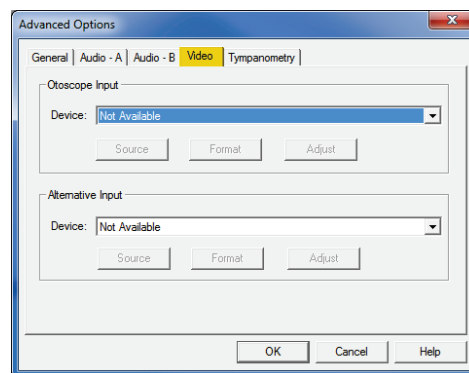 Advanced Options
General Audio - A Audio - B Video Tympanometry
Otoscope Input
Device: Not Available
Source Format Adjust
Alternative Input
Device: Not Available
Source Format Adjust
OK Cancel Help